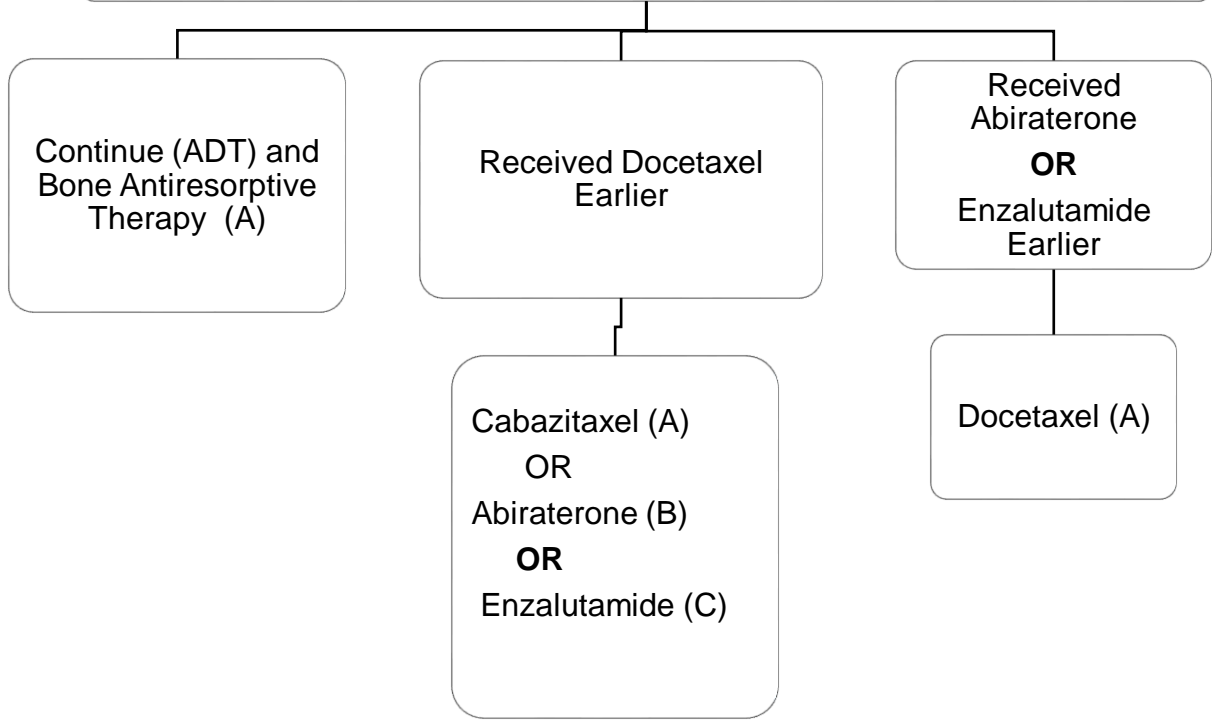 Continue (ADT) and
Bone Antiresorptive
Therapy (A)
Received Docetaxel
Earlier
Received
Abiraterone
OR
Enzalutamide
Earlier
Cabazitaxel (A)
OR
Abiraterone (B)
OR
Enzalutamide (C)
Docetaxel (A)